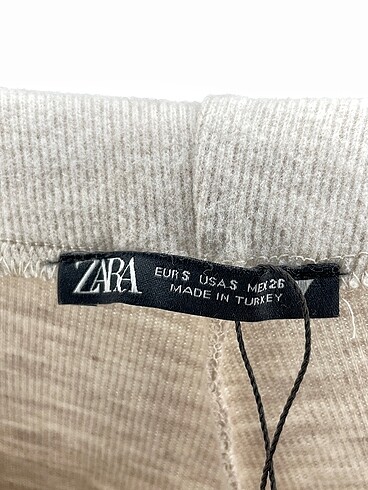 ZARA
EUR S USA S MEX 26
MADE IN TURKEY